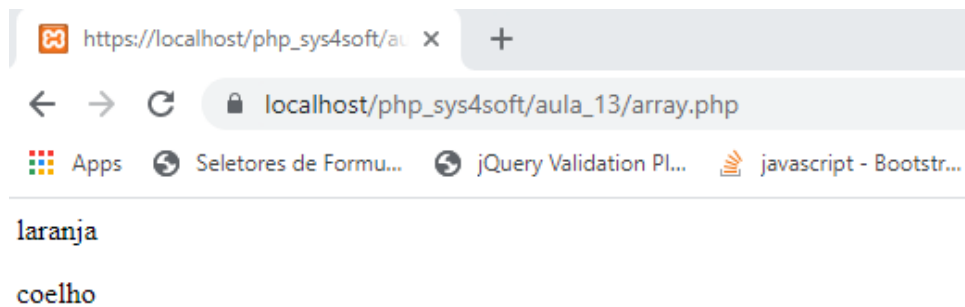 https://localhost/php_sys4soft/au
localhost/php_sys4soft/aula_13/array.php
Apps Seletores de Formu... jQuery Validation Pl... javascript - Bootstr...
laranja
coelho